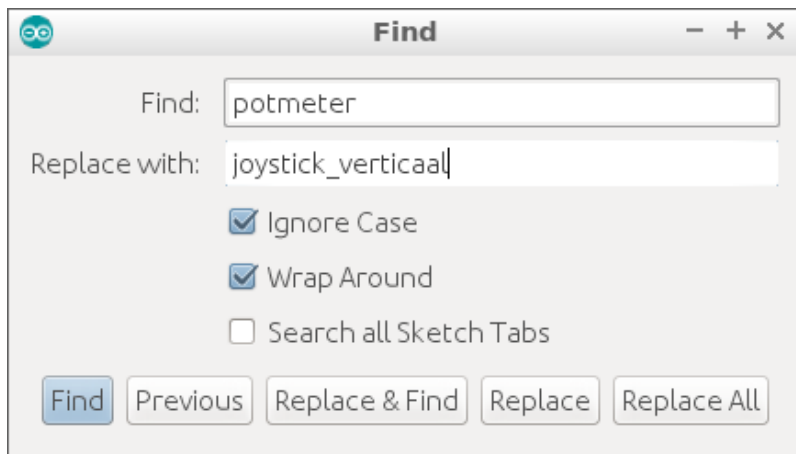 Find
Find: potmeter
Replace with: joystick_verticaal
Ignore Case
Wrap Around
Search all Sketch Tabs
Find Previous Replace & Find Replace Replace All